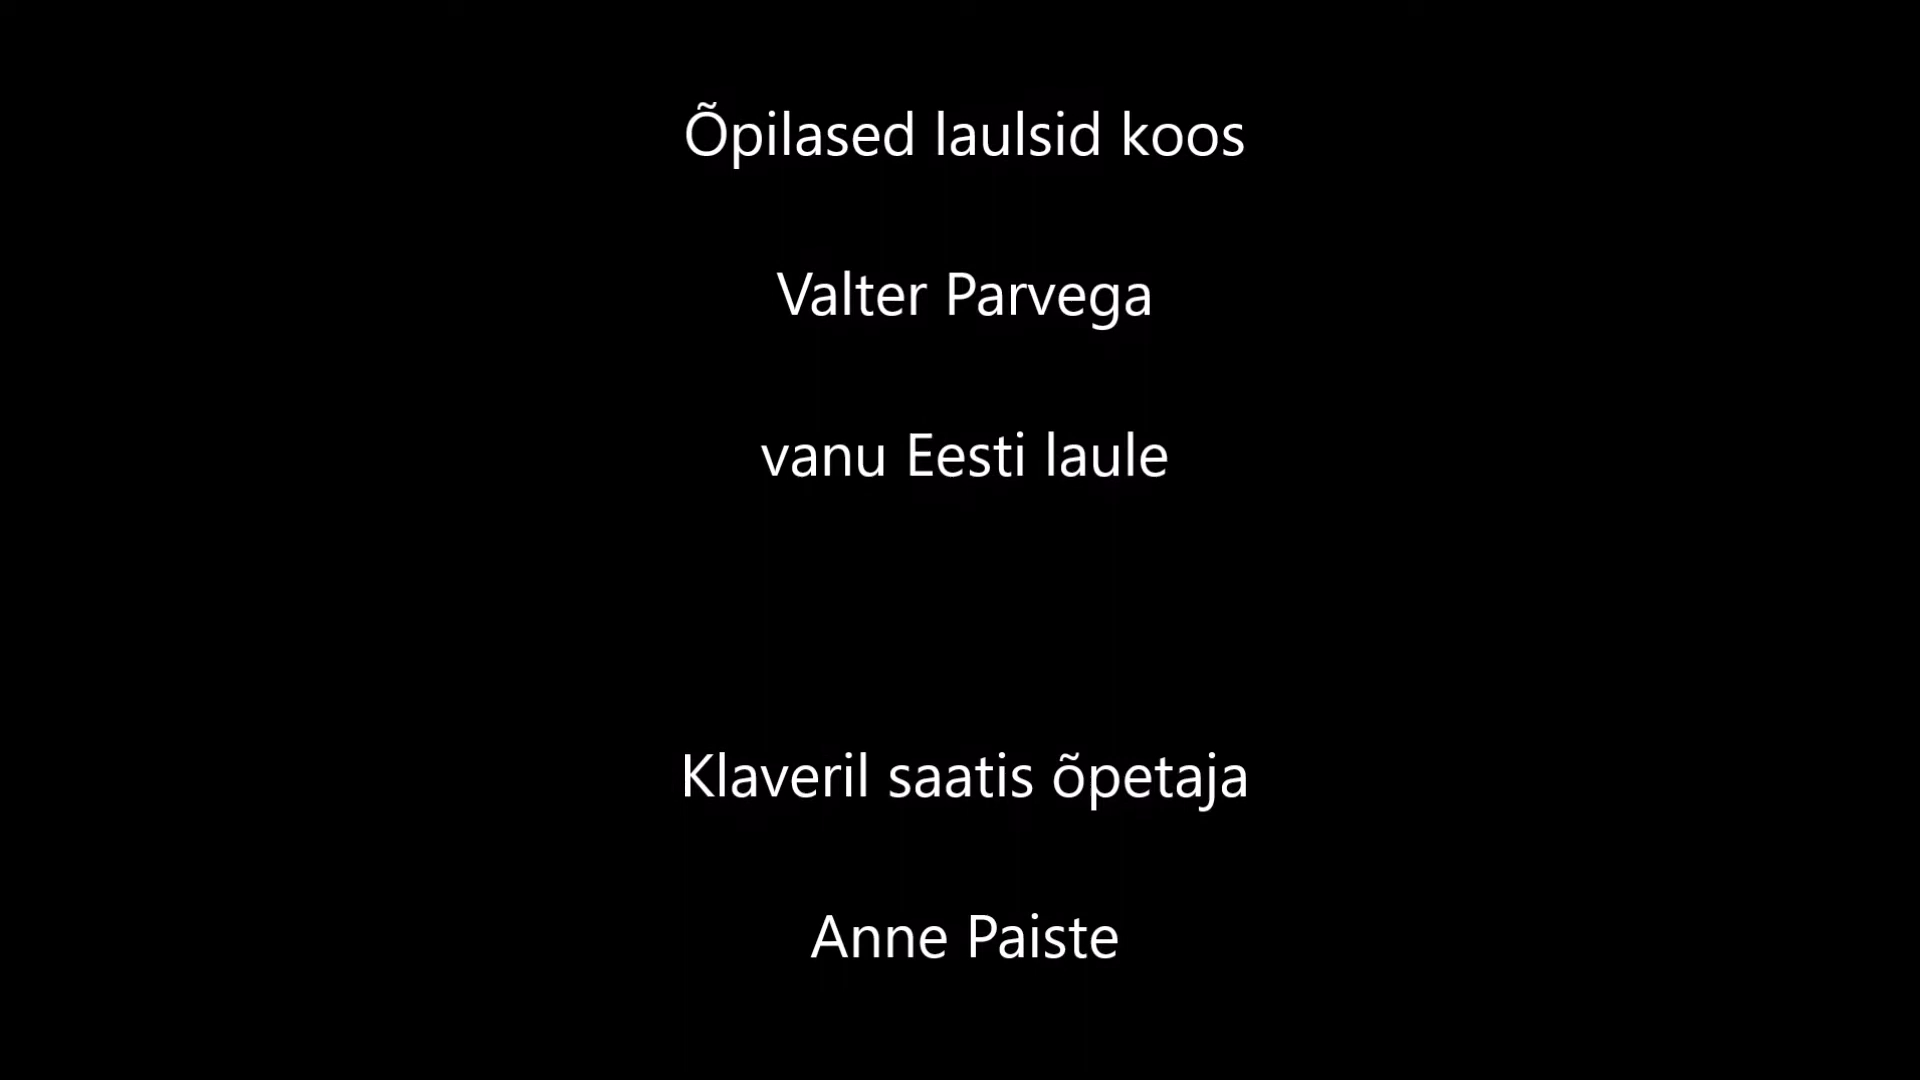 Õpilased laulsid koos
Valter Parvega
vanu Eesti laule
Klaveril saatis õpetaja
Anne Paiste